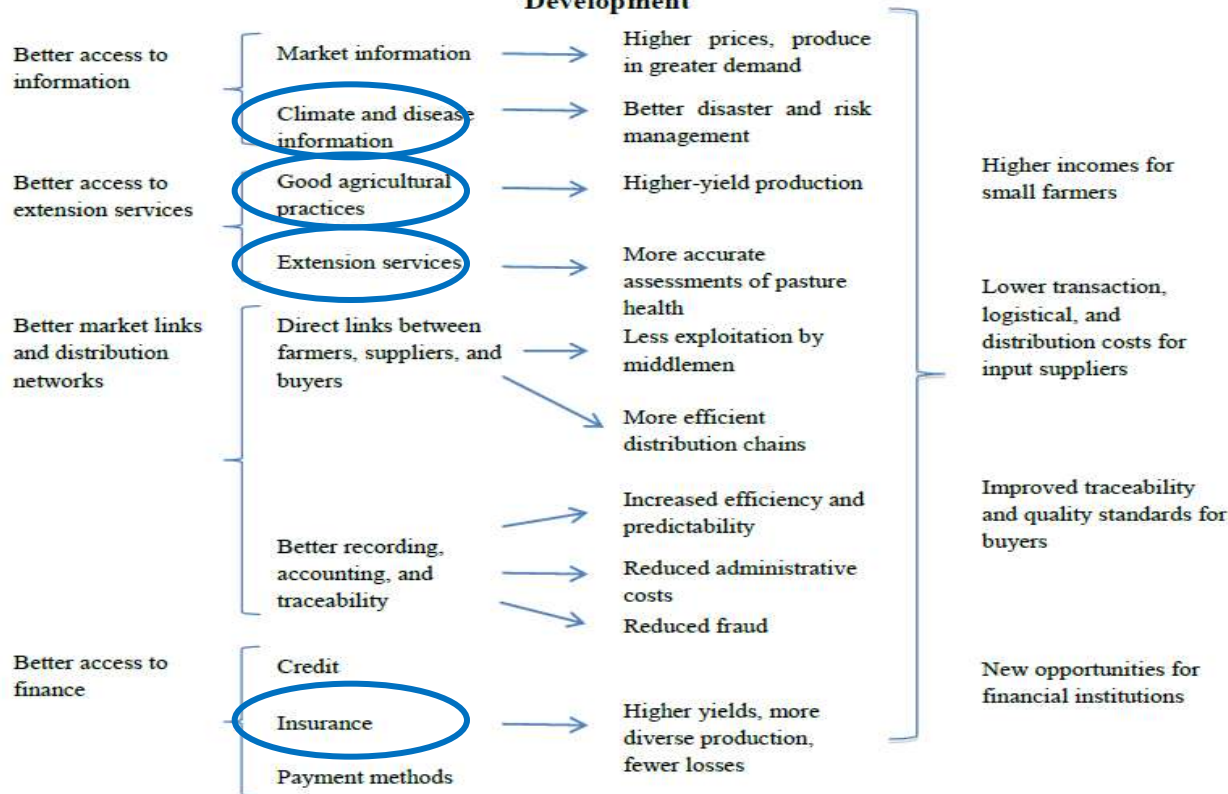 Development
Better access to
information
Market information
Higher prices, produce
in greater demand
Climate and disease
information
Better disaster and risk
management
Better access to
extension services
Good agricultural
practices
Higher-yield production
Extension services
More accurate
assessments of pasture
health
Better market links
and distribution
networks
Direct links between
farmers, suppliers, and
buyers
Less exploitation by
middlemen
More efficient
distribution chains
Better recording,
accounting, and
traceability
Increased efficiency and
predictability
Reduced administrative
costs
Reduced fraud
Better access to
finance
Credit
Insurance
Payment methods
Higher yields, more
diverse production,
fewer losses
Higher incomes for
small farmers
Lower transaction,
logistical, and
distribution costs for
input suppliers
Improved traceability
and quality standards for
buyers
New opportunities for
financial institutions